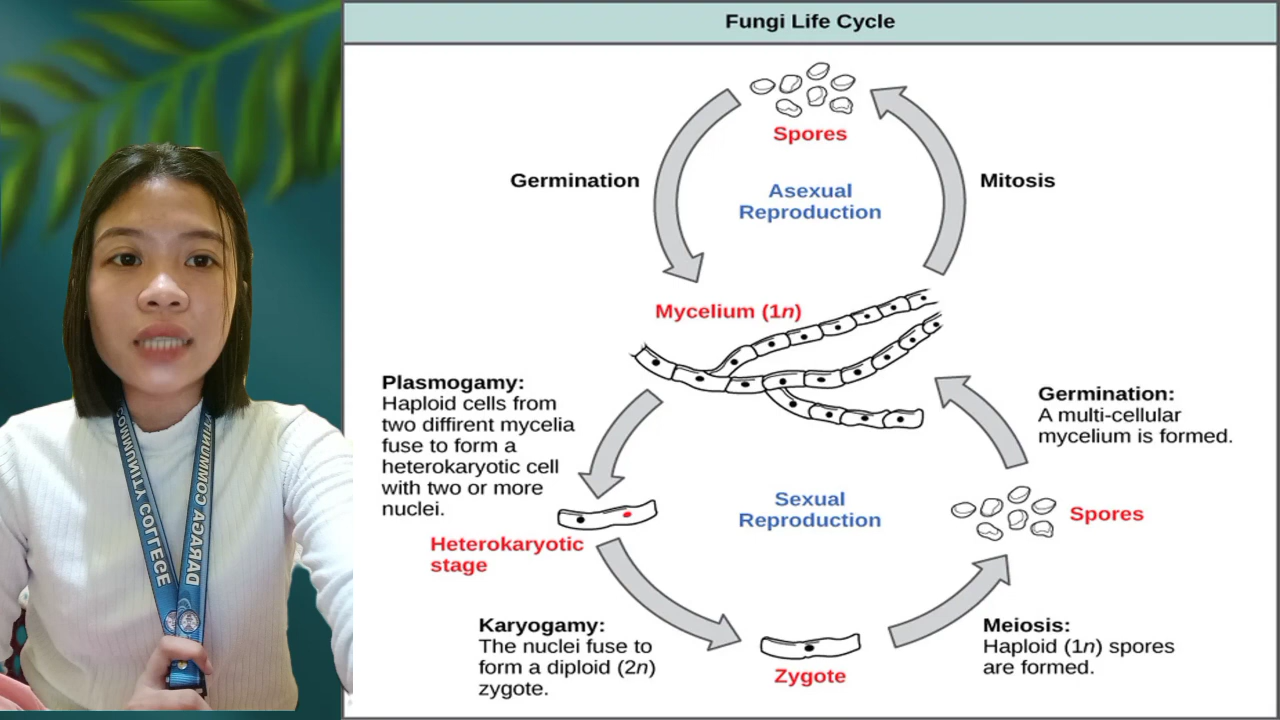 Fungi Life Cycle
Spores
Germination
Asexual
Reproduction
Mitosis
Mycelium (1n)
Plasmogamy:
Haploid cells from
two diffirent mycelia
fuse to form a
heterokaryotic cell
with two or more
nuclei.
Germination:
A multi-cellular
mycelium is formed.
Sexual
Reproduction
Spores
Heterokaryotic
stage
Karyogamy:
The nuclei fuse to
form a diploid (2n)
zygote.
Zygote
Meiosis:
Haploid (1n) spores
are formed.
COMMUNITY COLLEGE
DARAGA COMMUNITY